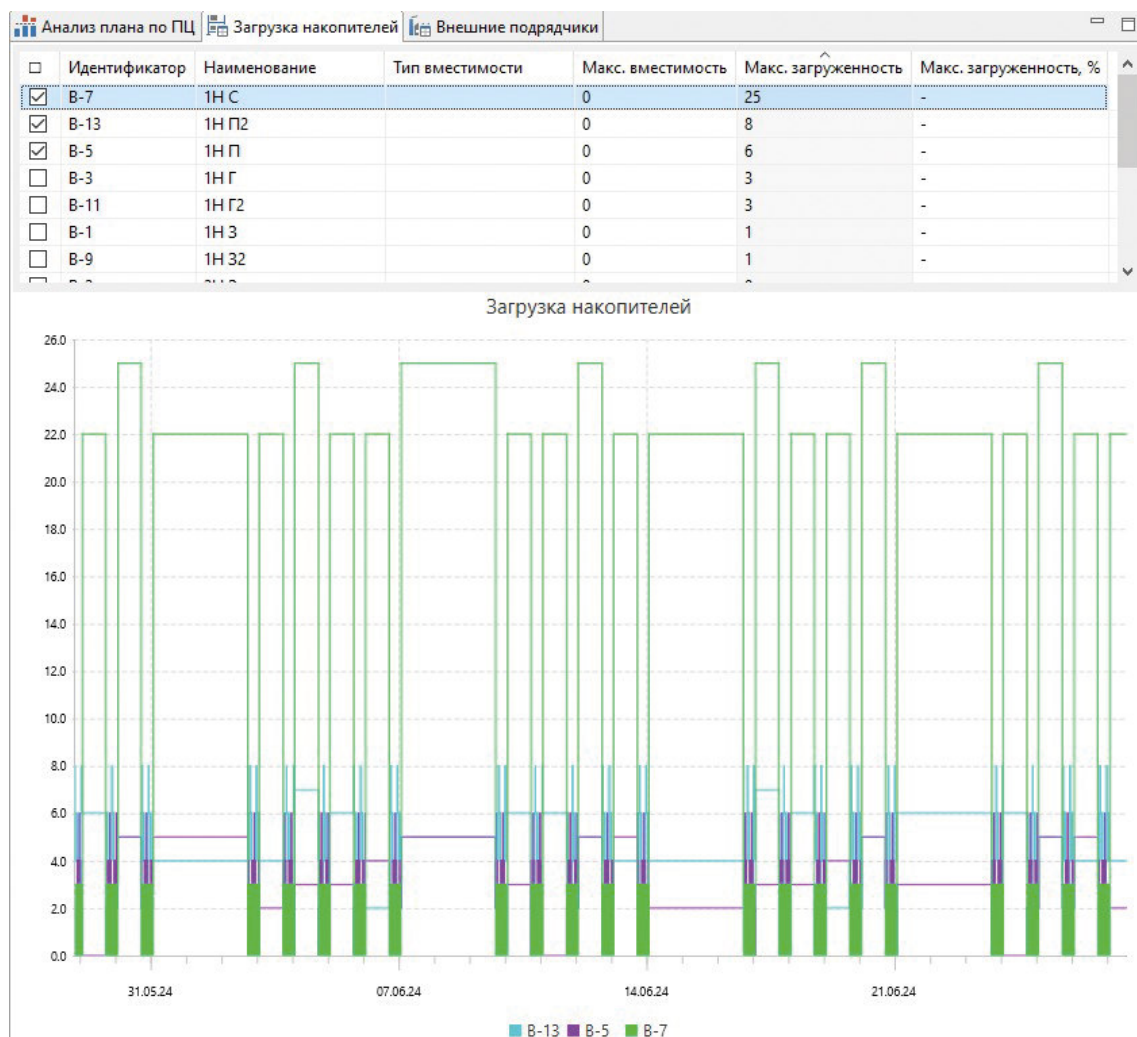 Анализ плана по ПЦ Загрузка накопителей Внешние подрядчики
Идентификатор Наименование Тип вместимости Макс. вместимость Макс. загруженность Макс. загруженность, %
B-7 1Н С 0 25 -
B-13 1Н П2 0 8 -
B-5 1Н П 0 6 -
B-3 1Н Г 0 3 -
B-11 1Н Г2 0 3 -
B-1 1Н З 0 1 -
B-9 1Н З2 0 1 -
Загрузка накопителей
26.0
24.0
22.0
20.0
18.0
16.0
14.0
12.0
10.0
8.0
6.0
4.0
2.0
0.0
31.05.24 07.06.24 14.06.24 21.06.24
B-13 B-5 B-7